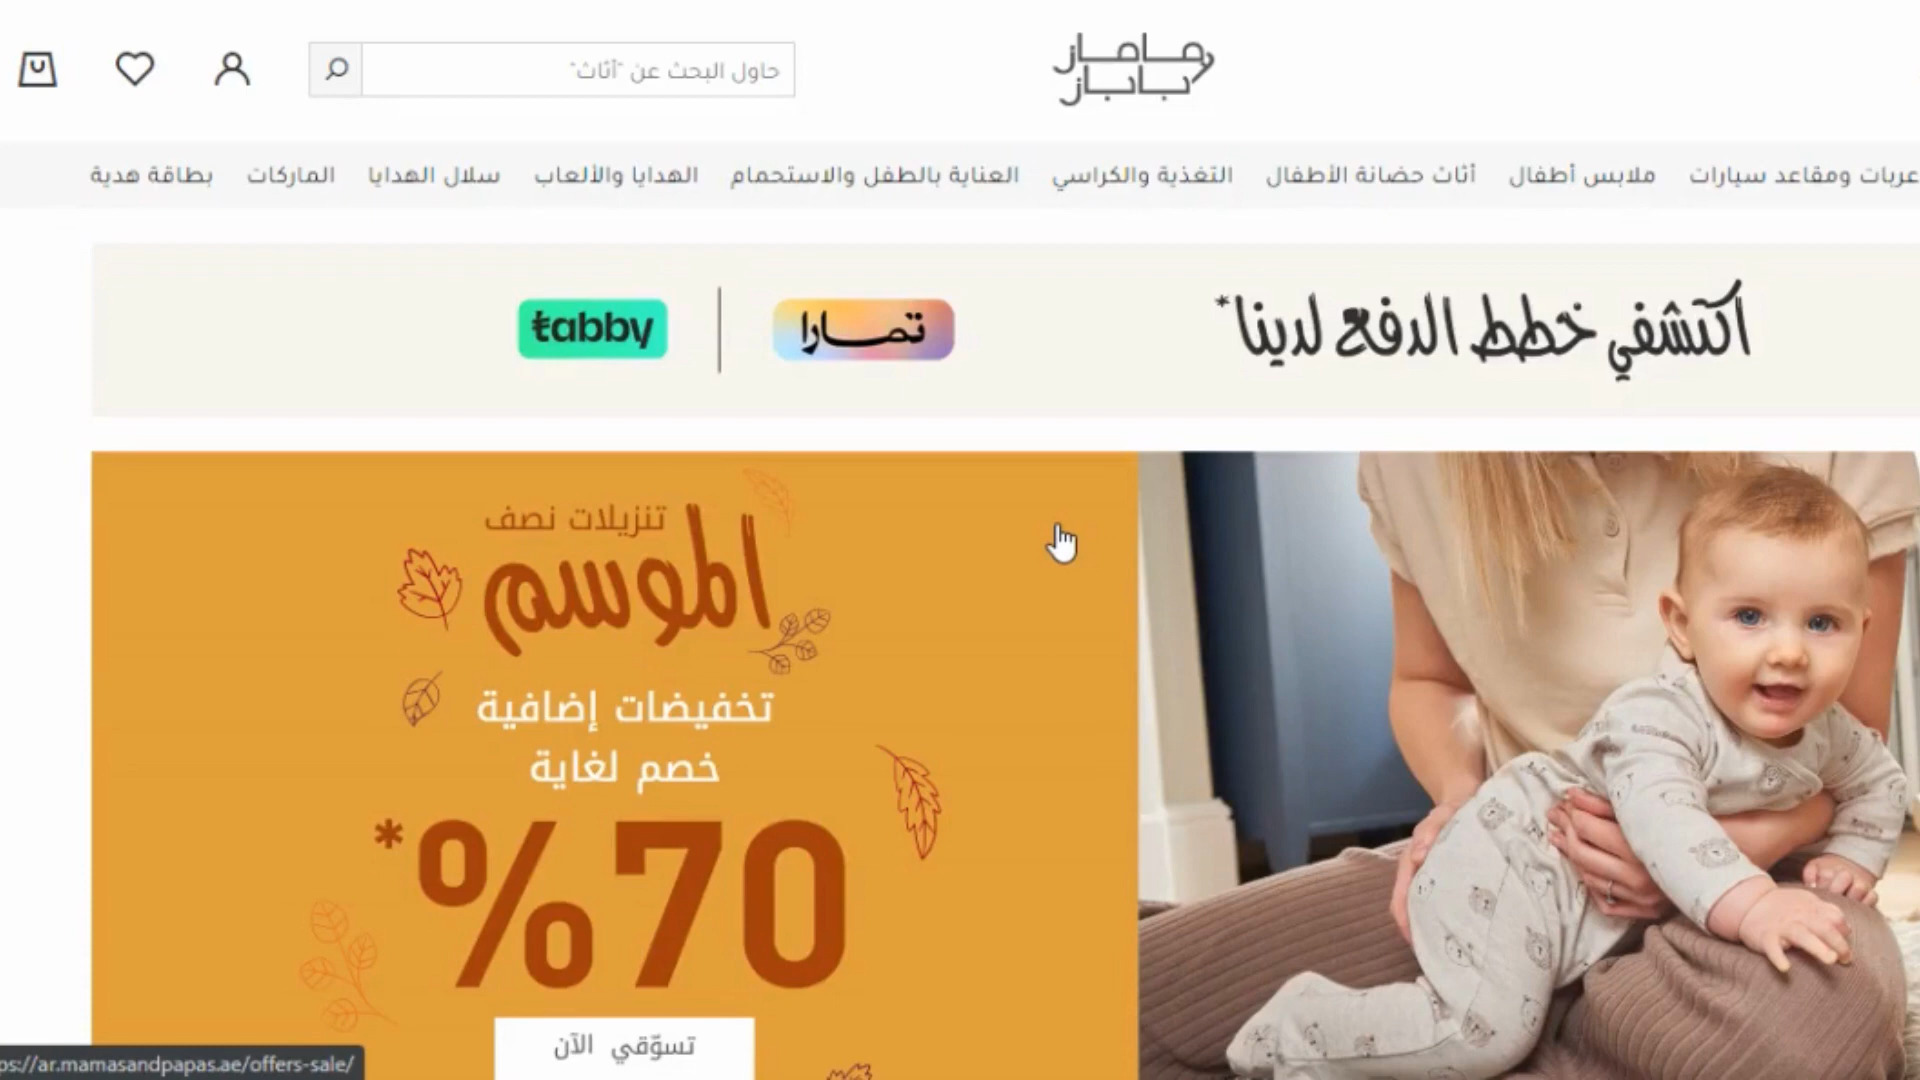 حاول البحث عن "أثاث"
ماماز
باباز
عربات ومقاعد سيارات ملابس أطفال أثاث حضانة الأطفال التغذية والكراسي العناية بالطفل والاستحمام الهدايا والألعاب سلال الهدايا الماركات بطاقة هدية
اكتشفي خطط الدفع لدينا*
تمارا
tabby
تنزيلات نصف
الموسم
تخفيضات إضافية
خصم لغاية
%70*
تسوّقي الآن
ps://ar.mamasandpapas.ae/offers-sale/